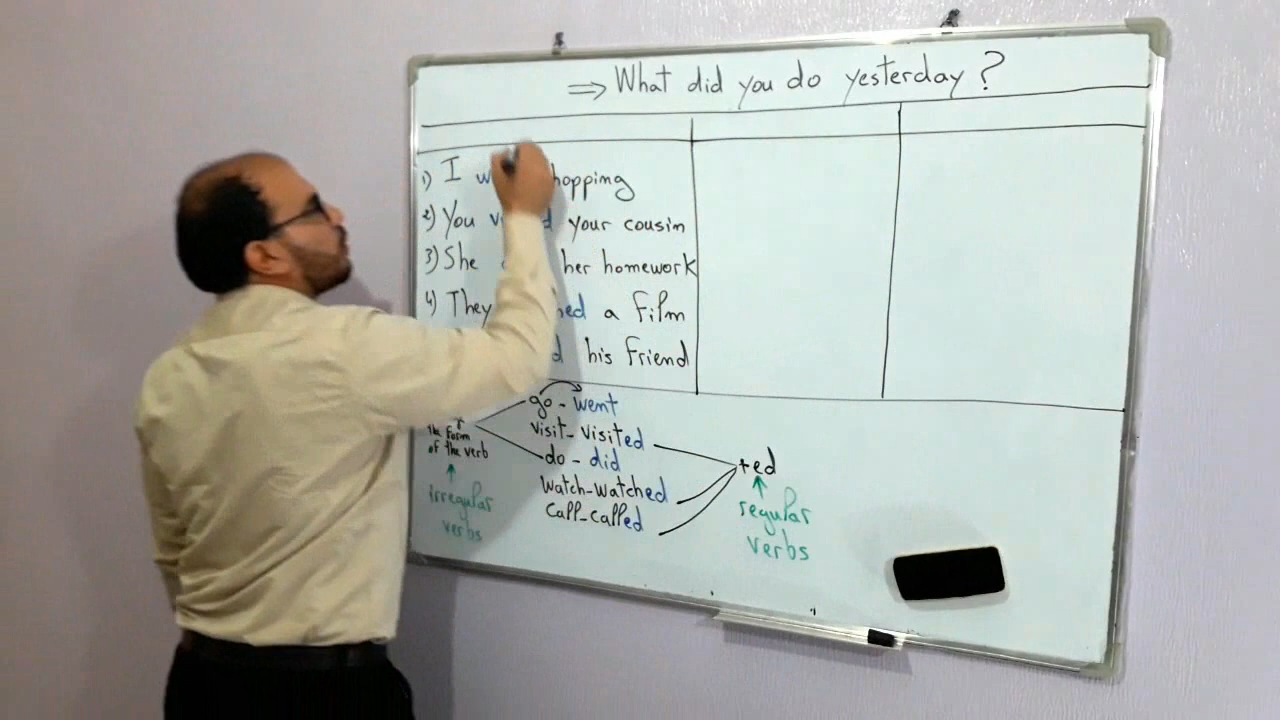 ⇒ What did you do yesterday?
1) I hopping
2) You your cousin
3) She her homework
4) They a film
his friend
go - went
the form
of the verb
visit - visited
do - did
+ed
watch - watched
irregular
verbs
call - called
regular
verbs